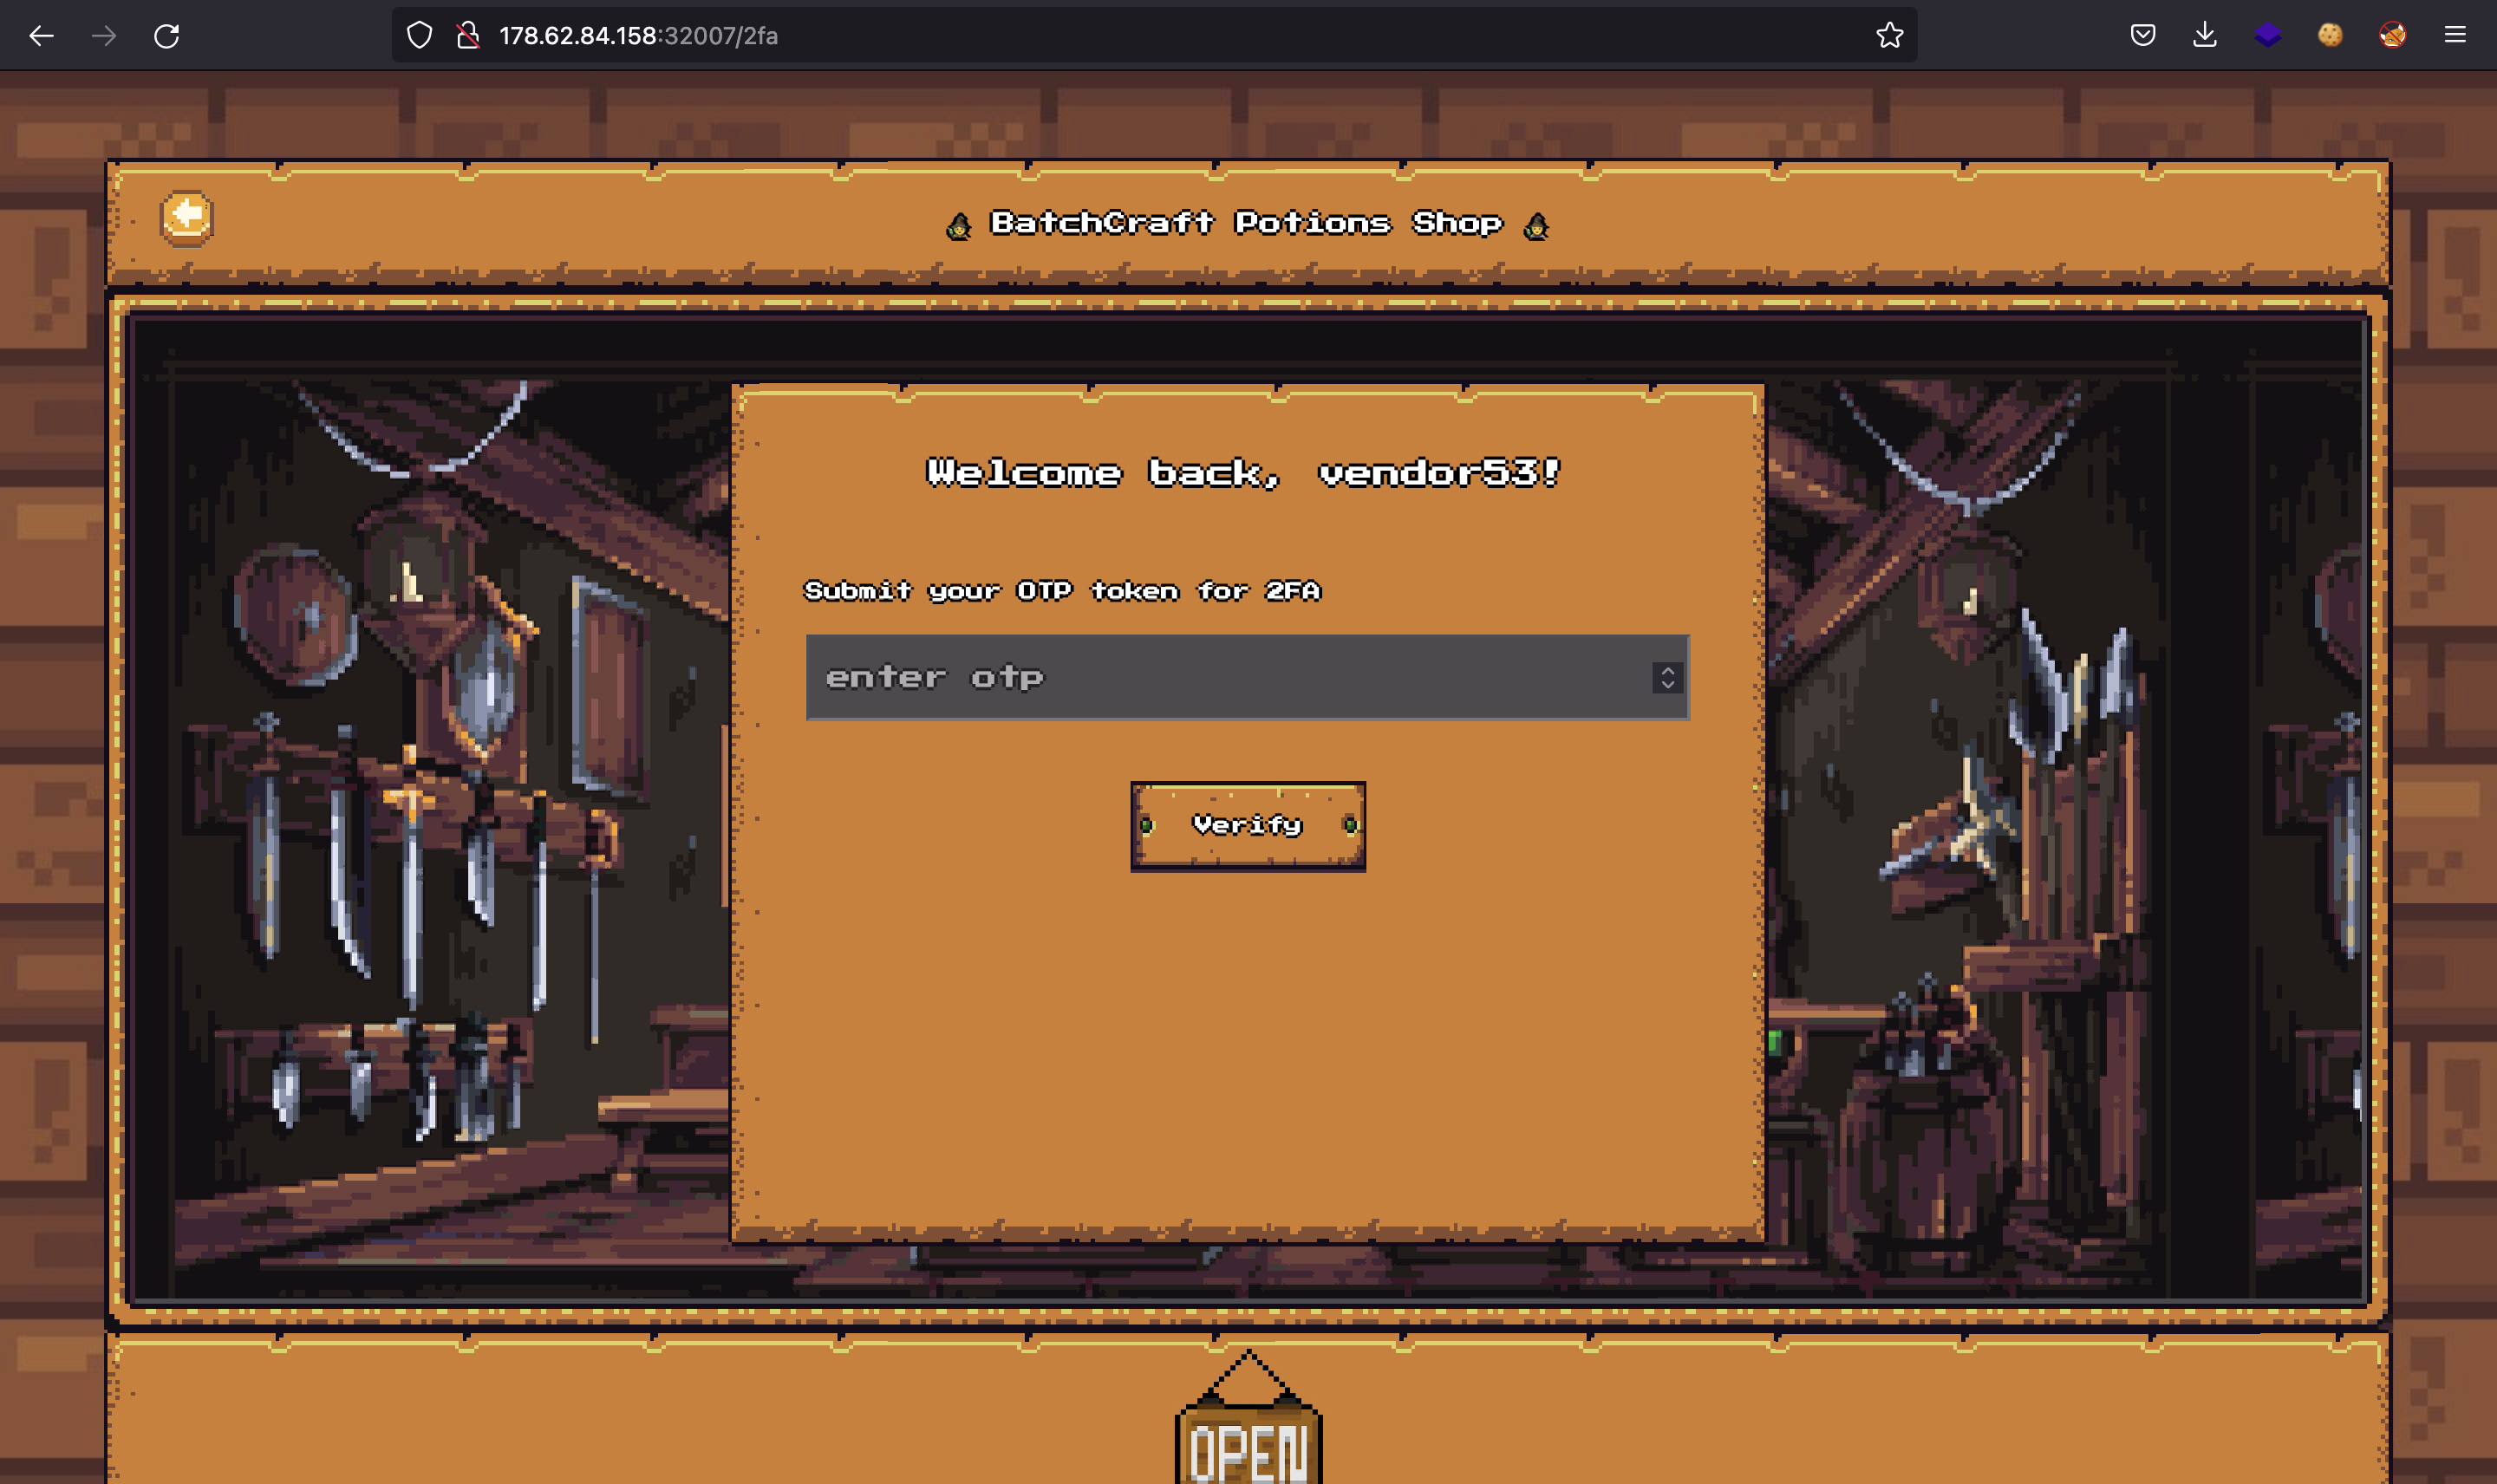 178.62.84.158:32007/2fa
BatchCraft Potions Shop
Welcome back, vendor53!
Submit your OTP token for 2FA
enter otp
Verify
OPEN